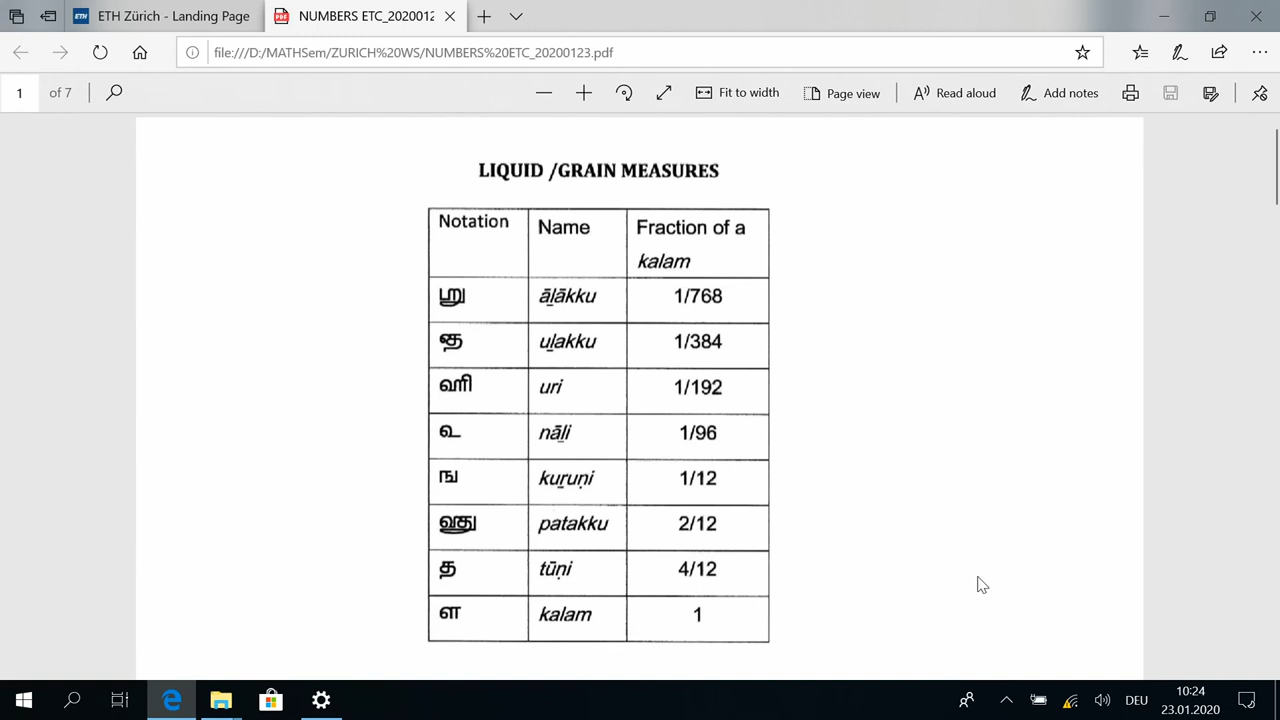 ETH Zürich - Landing Page
NUMBERS ETC_202012
file:///D:/MATHSem/ZURICH%20WS/NUMBERS%20ETC_20200123.pdf
1 of 7
Fit to width
Page view
Read aloud
Add notes
LIQUID /GRAIN MEASURES
Notation Name Fraction of a
kalam
āḻākku 1/768
uḻakku 1/384
uri 1/192
உ nāḻi 1/96
ங kuṟuṇi 1/12
patakku 2/12
த tūṇi 4/12
ள kalam 1
DEU
10:24
23.01.2020